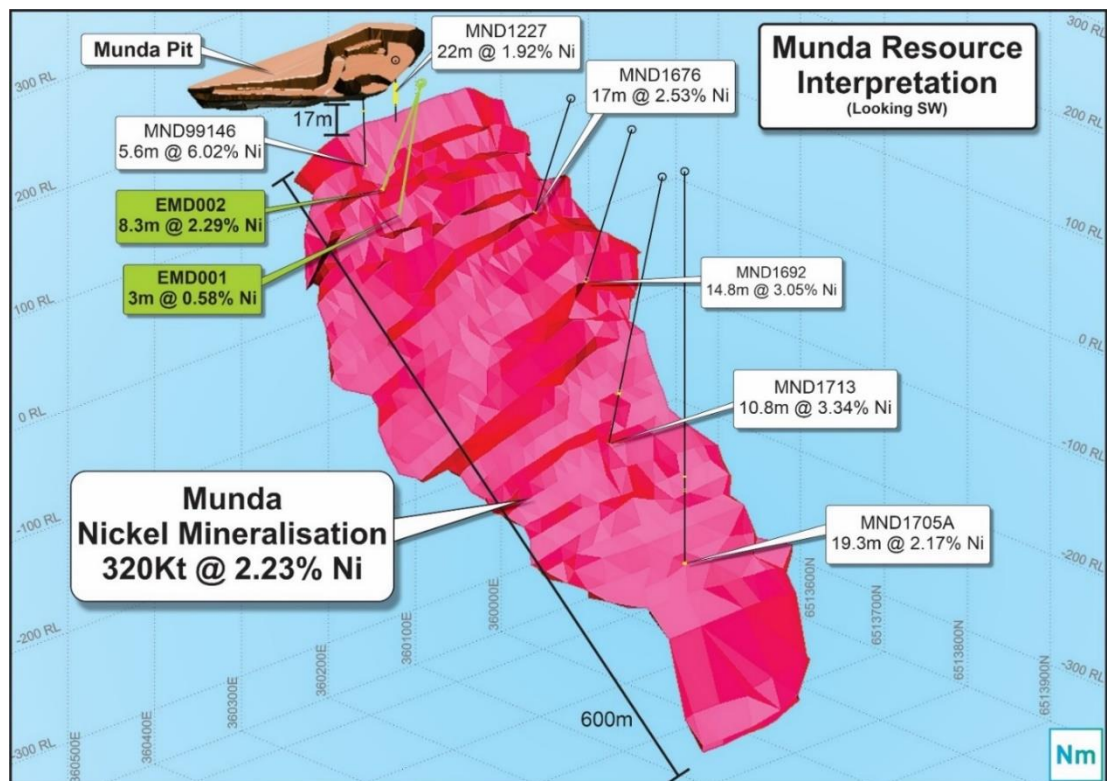 Munda Pit
MND1227
22m @ 1.92% Ni
Munda Resource
Interpretation
(Looking SW)
MND1676
17m @ 2.53% Ni
17m
MND99146
5.6m @ 6.02% Ni
EMD002
8.3m @ 2.29% Ni
EMD001
3m @ 0.58% Ni
MND1692
14.8m @ 3.05% Ni
MND1713
10.8m @ 3.34% Ni
Munda
Nickel Mineralisation
320Kt @ 2.23% Ni
MND1705A
19.3m @ 2.17% Ni
600m
300 RL
200 RL
100 RL
0 RL
-100 RL
-200 RL
-300 RL
300 RL
200 RL
100 RL
0 RL
-100 RL
-200 RL
-300 RL
360500E
360400E
360300E
360200E
360100E
360000E
6513600N
6513700N
6513800N
6513900N
Nm